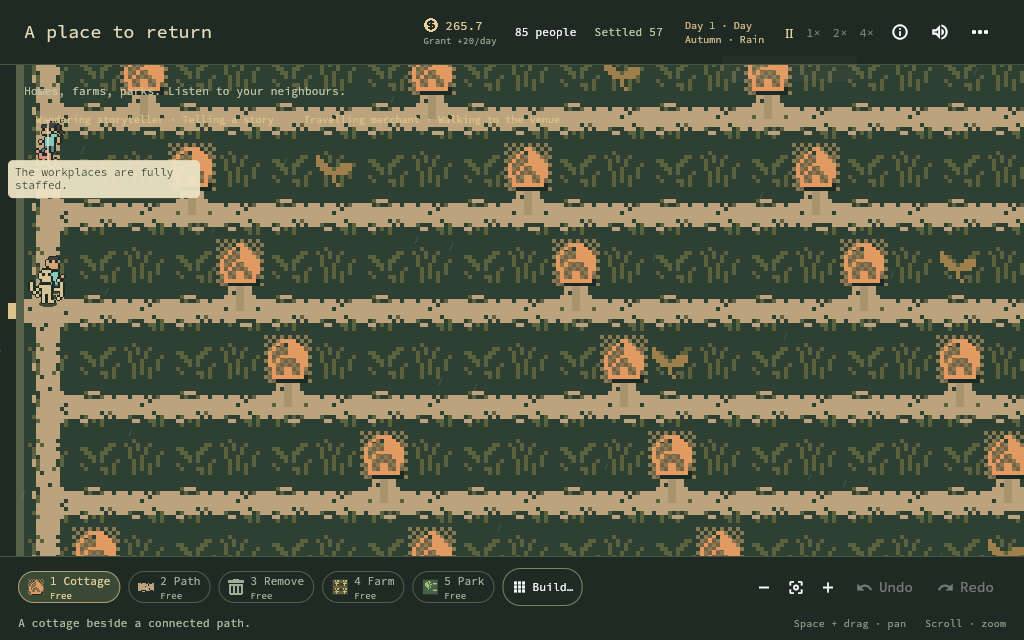 A place to return
265.7
Grant +20/day
85 people
Settled 57
Day 1 · Day
Autumn · Rain
1× 2× 4×
Homes, farms, parks. Listen to your neighbours.
Wandering storyteller · Telling a story
Travelling merchant · Walking to the venue
The workplaces are fully
staffed.
1 Cottage
Free
2 Path
Free
3 Remove
Free
4 Farm
Free
5 Park
Free
Build…
Undo
Redo
A cottage beside a connected path.
Space + drag · pan
Scroll · zoom